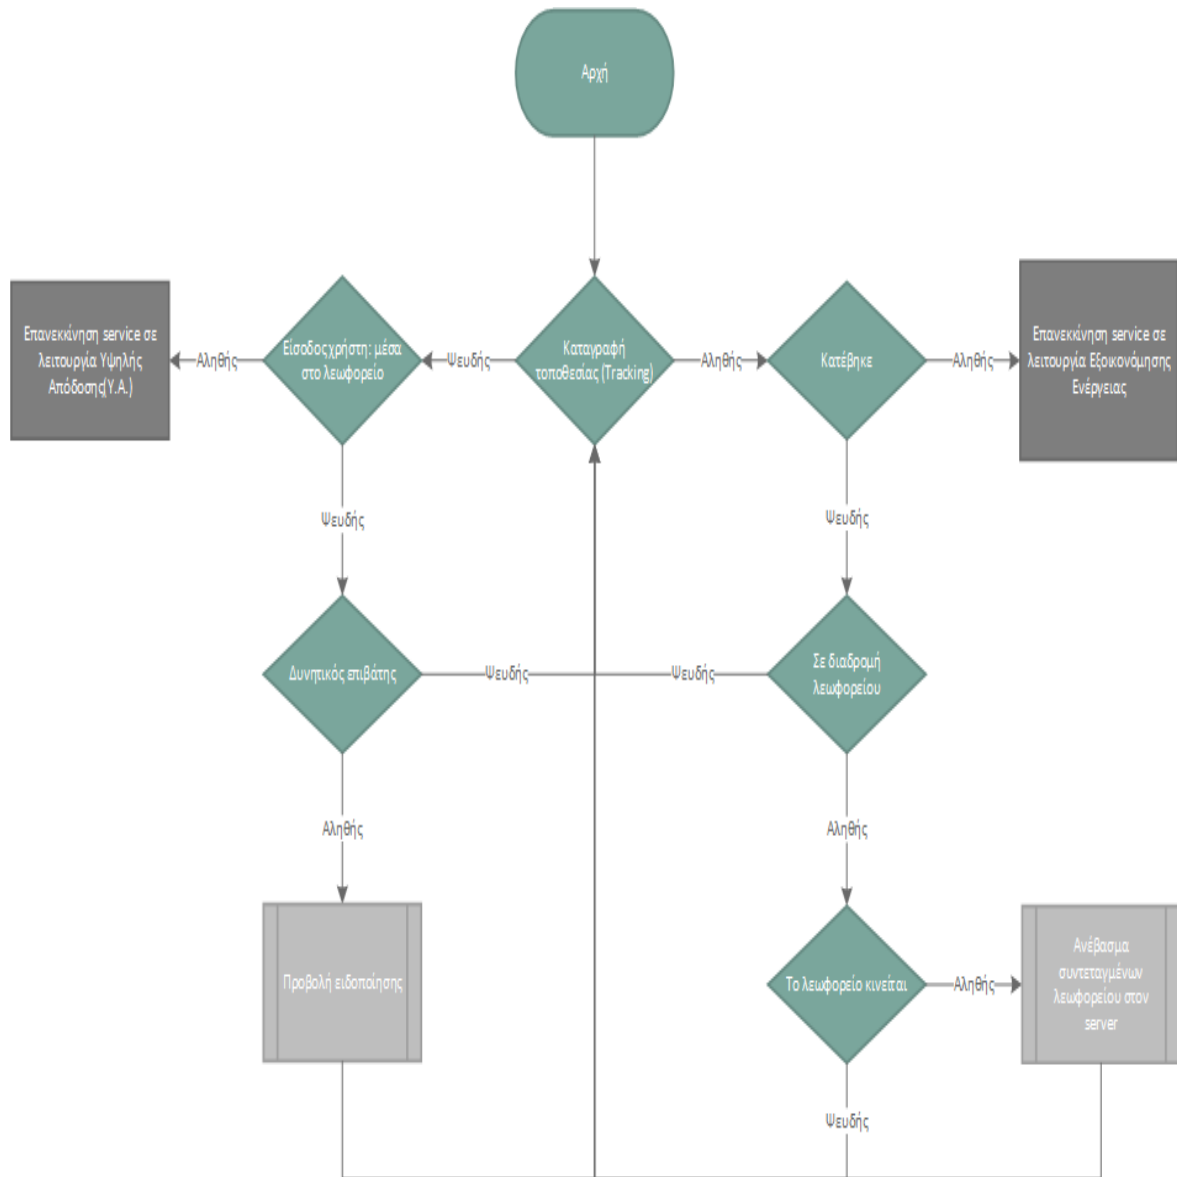 Αρχή
Επανεκκίνηση service σε
λειτουργία Υψηλής
Απόδοσης(Υ.Α.)
Αληθής
Είσοδος χρήστη: μέσα
στο λεωφορείο
Ψευδής
Καταγραφή
τοποθεσίας (Tracking)
Αληθής
Κατέβηκε
Αληθής
Επανεκκίνηση service σε
λειτουργία Εξοικονόμησης
Ενέργειας
Ψευδής
Ψευδής
Δυνητικός επιβάτης
Ψευδής
Ψευδής
Σε διαδρομή
λεωφορείου
Αληθής
Αληθής
Προβολή ειδοποίησης
Το λεωφορείο κινείται
Αληθής
Ανέβασμα
συντεταγμένων
λεωφορείου στον
server
Ψευδής